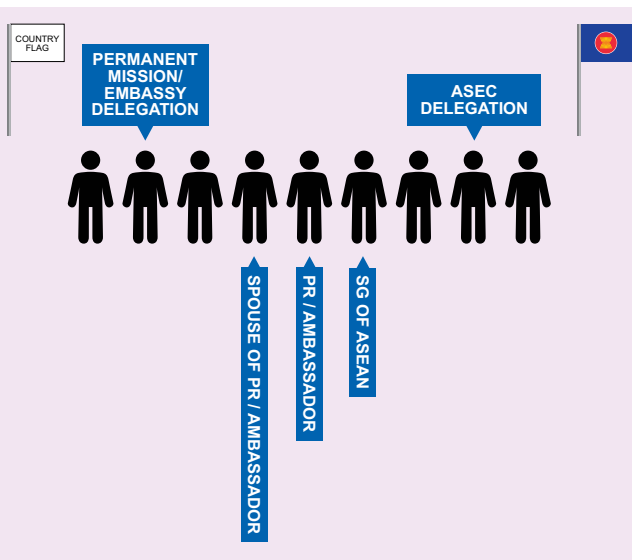 COUNTRY
FLAG
PERMANENT
MISSION/
EMBASSY
DELEGATION
ASEC
DELEGATION
SPOUSE OF PR / AMBASSADOR
PR / AMBASSADOR
SG OF ASEAN